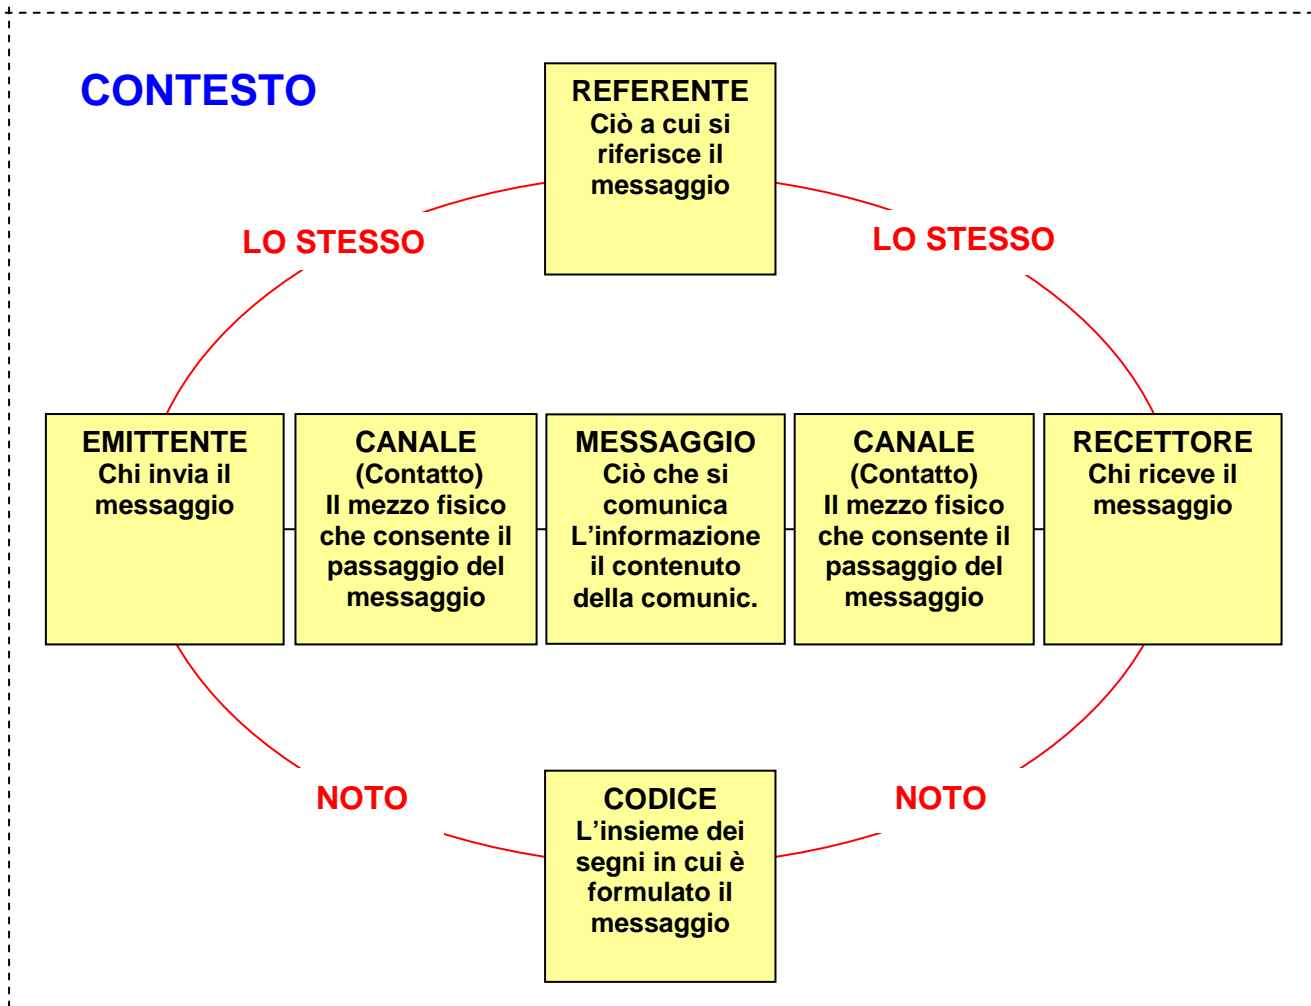 CONTESTO
REFERENTE
Ciò a cui si
riferisce il
messaggio
LO STESSO
LO STESSO
EMITTENTE
Chi invia il
messaggio
CANALE
(Contatto)
Il mezzo fisico
che consente il
passaggio del
messaggio
MESSAGGIO
Ciò che si
comunica
L’informazione
il contenuto
della comunic.
CANALE
(Contatto)
Il mezzo fisico
che consente il
passaggio del
messaggio
RECETTORE
Chi riceve il
messaggio
NOTO
CODICE
L’insieme dei
segni in cui è
formulato il
messaggio
NOTO